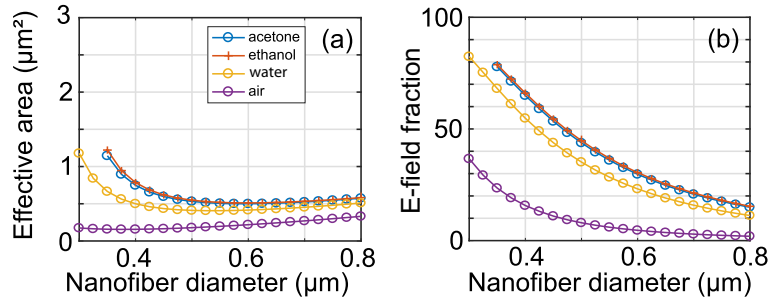 3
2
1
0
Effective area (µm²)
(a)
acetone
ethanol
water
air
0.4
0.6
0.8
Nanofiber diameter (µm)
100
50
0
E-field fraction
(b)
0.4
0.6
0.8
Nanofiber diameter (µm)